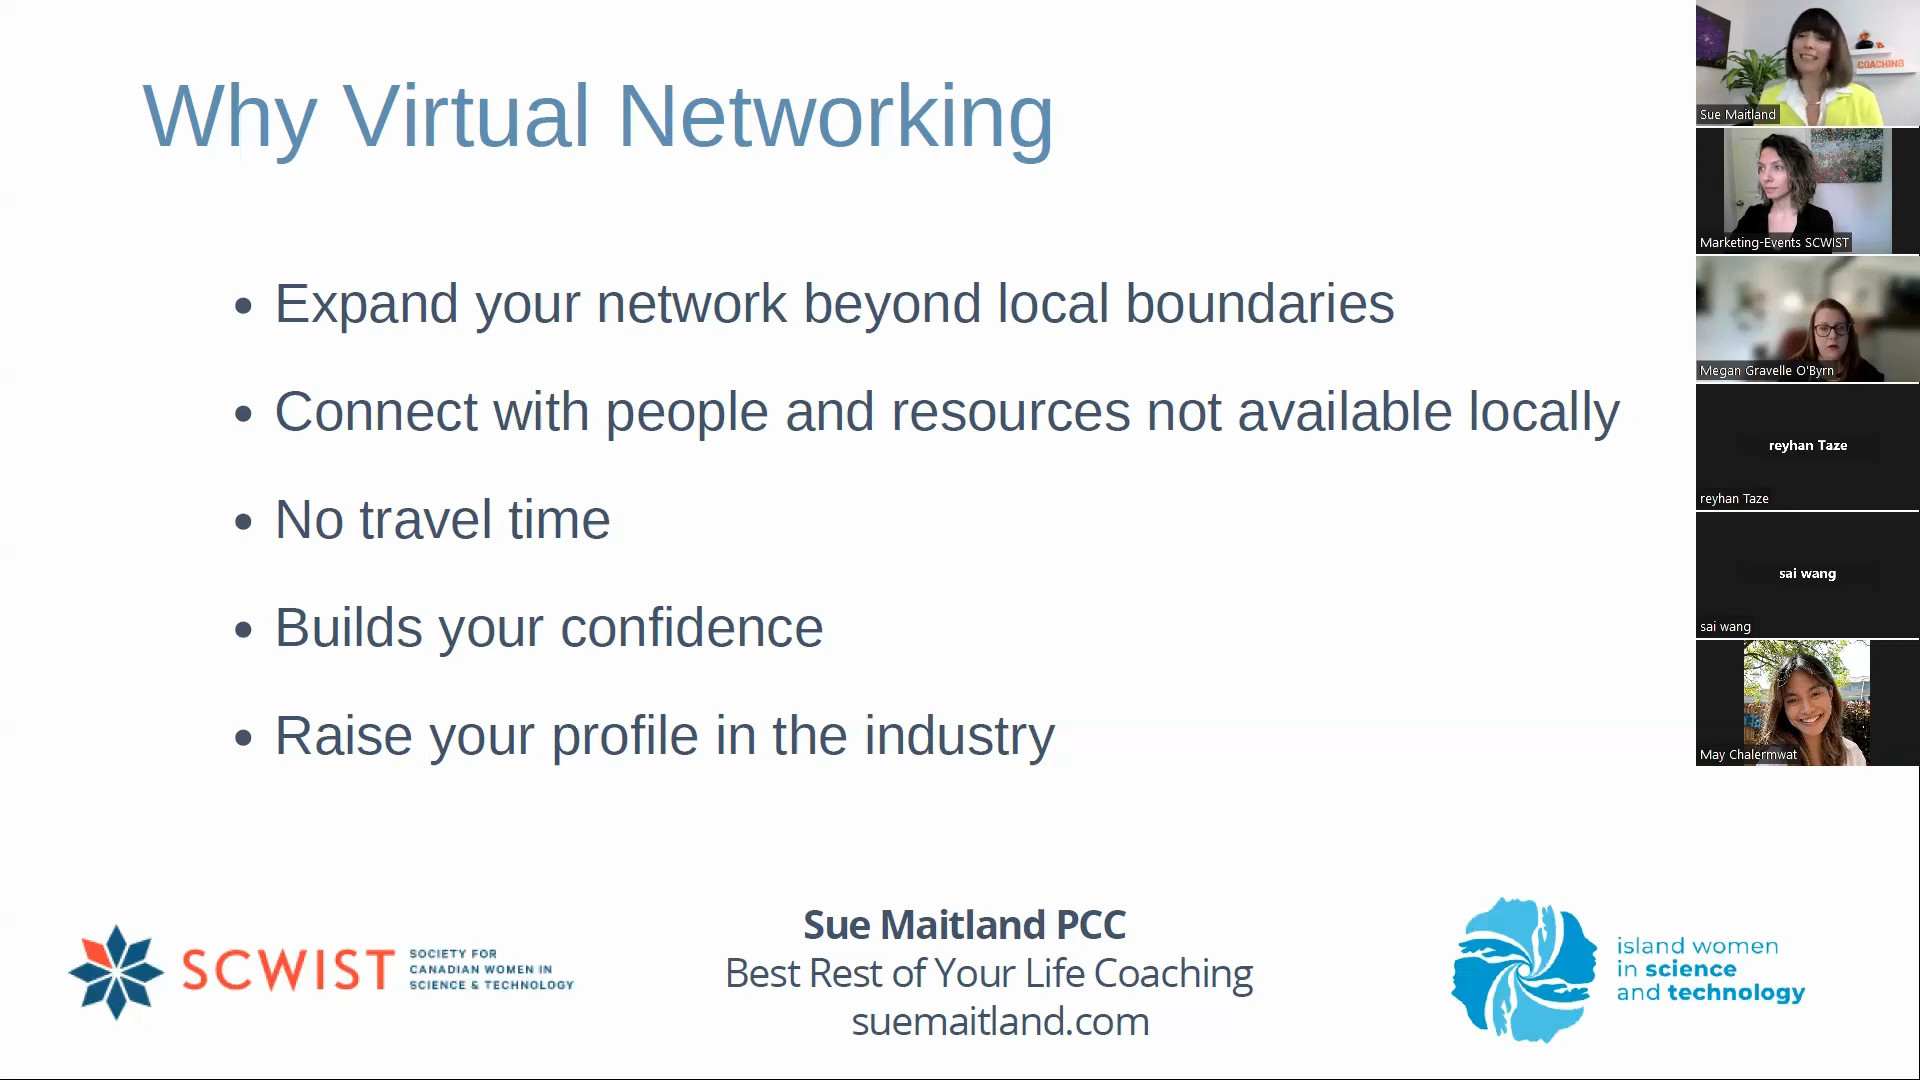 Why Virtual Networking
• Expand your network beyond local boundaries
• Connect with people and resources not available locally
• No travel time
• Builds your confidence
• Raise your profile in the industry
SCWIST
SOCIETY FOR
CANADIAN WOMEN IN
SCIENCE & TECHNOLOGY
Sue Maitland PCC
Best Rest of Your Life Coaching
suemaitland.com
island women
in science
and technology
COACHING
Sue Maitland
Marketing-Events SCWIST
Megan Gravelle O'Byrn
reyhan Taze
reyhan Taze
sai wang
sai wang
May Chalermwat